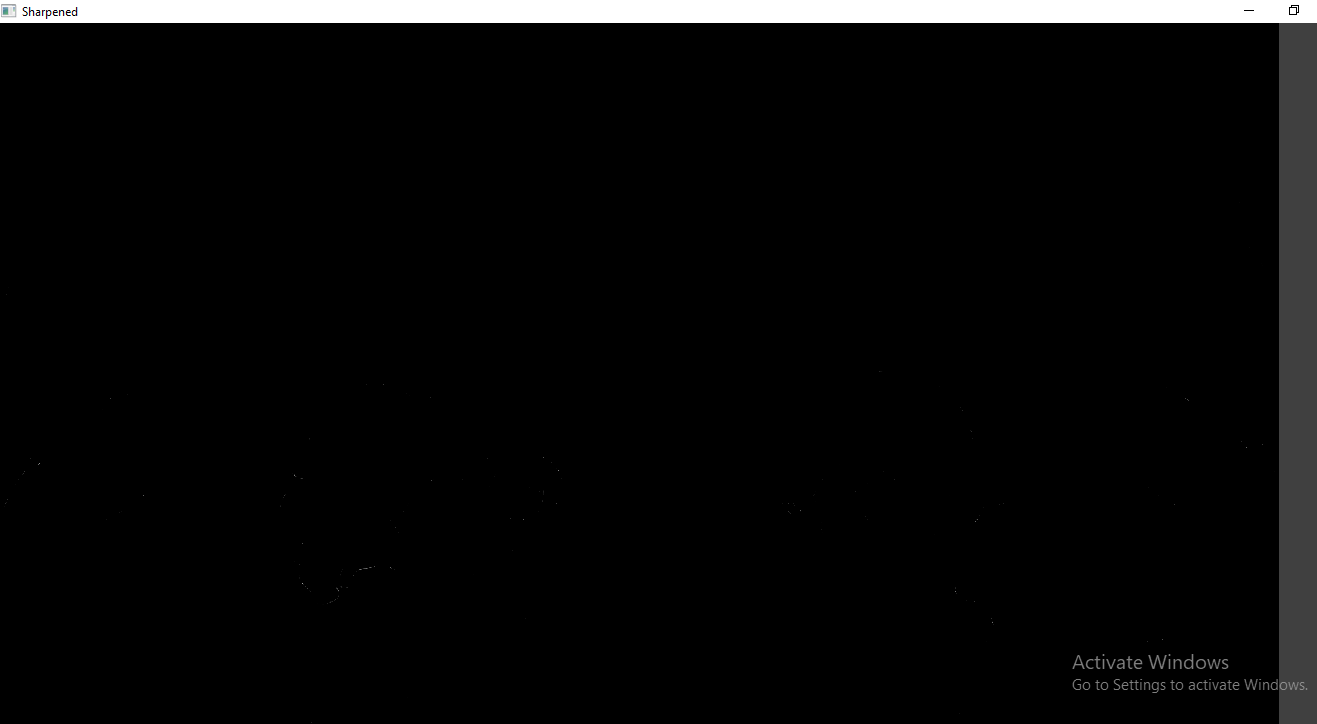 Sharpened
Activate Windows
Go to Settings to activate Windows.